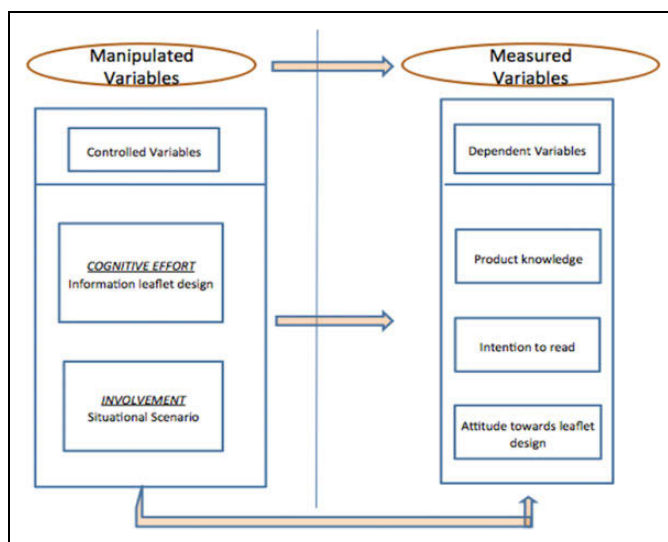 Manipulated
Variables
Measured
Variables
Controlled Variables
Dependent Variables
COGNITIVE EFFORT
Information leaflet design
Product knowledge
INVOLVEMENT
Situational Scenario
Intention to read
Attitude towards leaflet
design